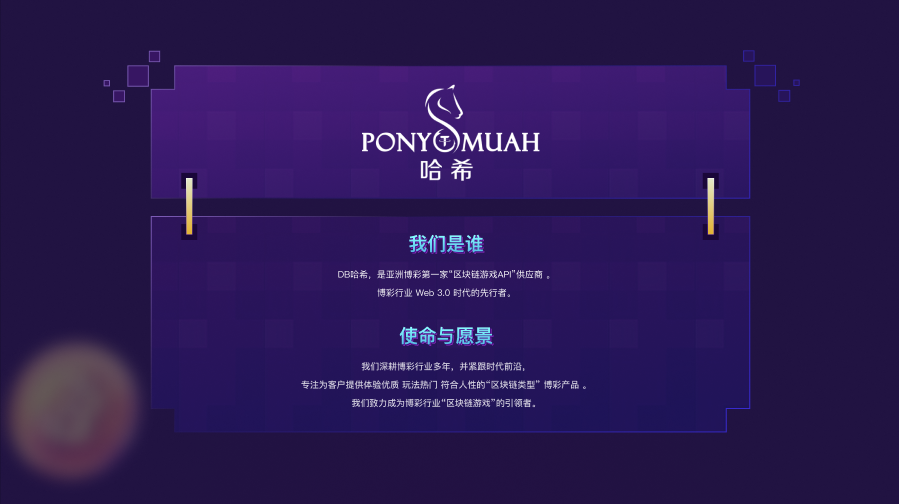 PONY MUAH
哈希
我们是谁
DB哈希，是亚洲博彩第一家“区块链游戏API”供应商 。
博彩行业 Web 3.0 时代的先行者。
使命与愿景
我们深耕博彩行业多年，并紧跟时代前沿，
专注为客户提供体验优质 玩法热门 符合人性的“区块链类型” 博彩产品 。
我们致力成为博彩行业“区块链游戏”的引领者。